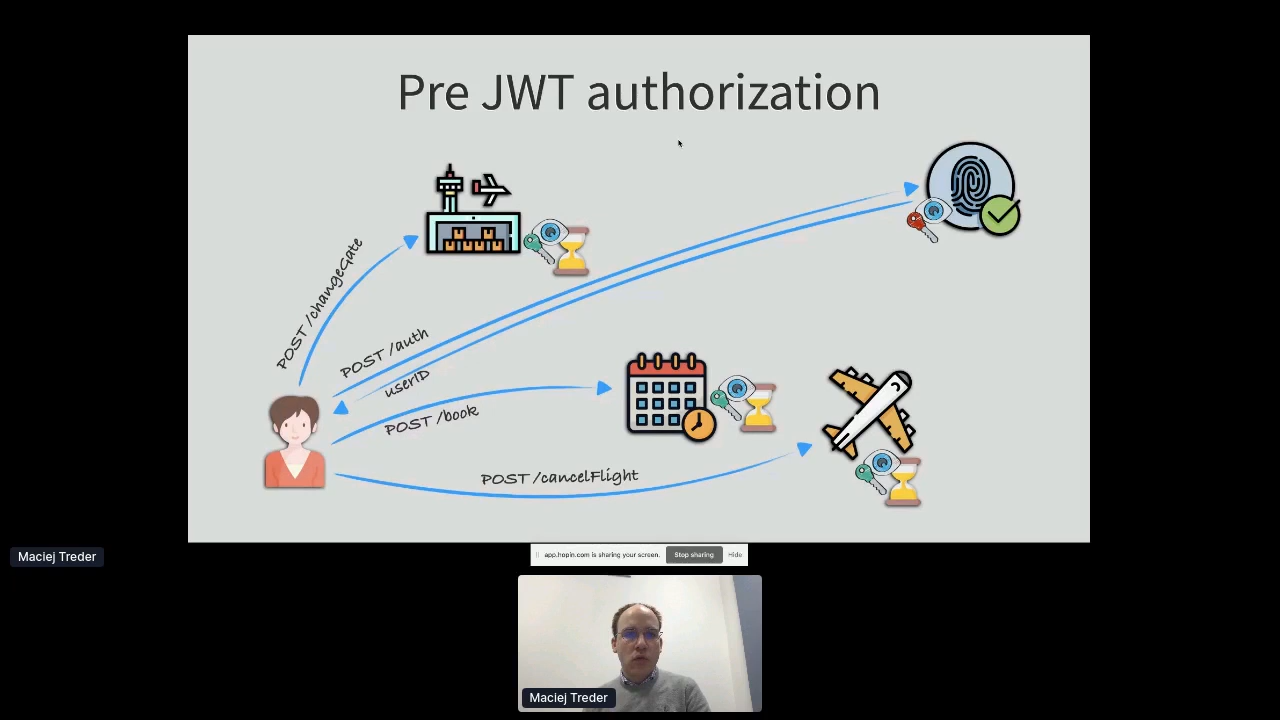 Pre JWT authorization
POST /changeGate
POST /auth
userID
POST /book
POST /cancelFlight
Maciej Treder
app.hopin.com is sharing your screen.
Stop sharing
Hide
Maciej Treder